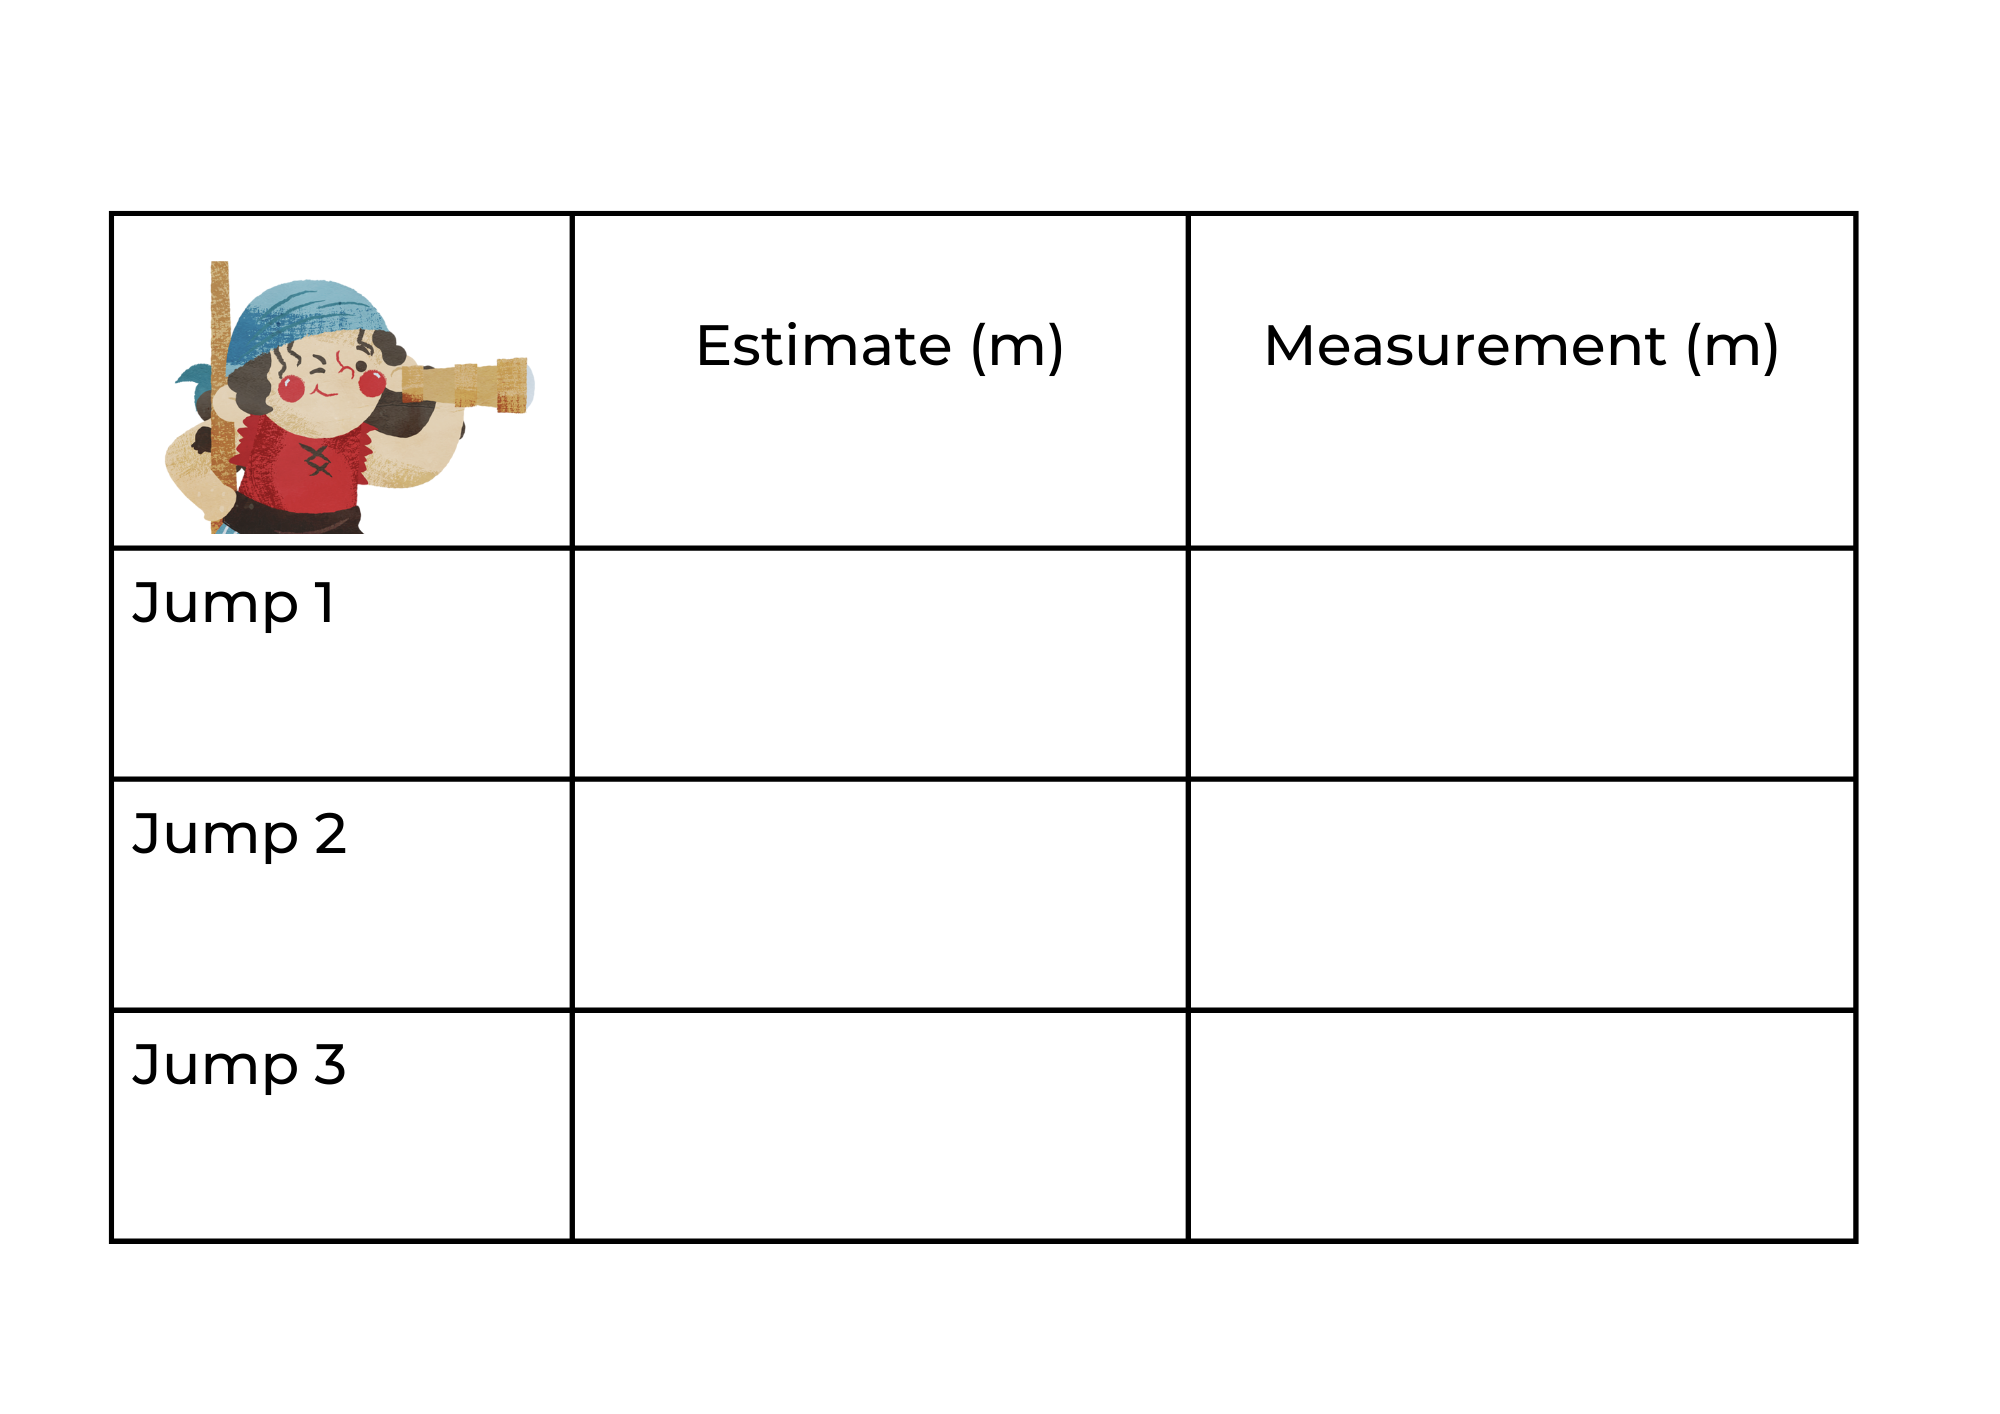 Estimate (m)
Measurement (m)
Jump 1
Jump 2
Jump 3